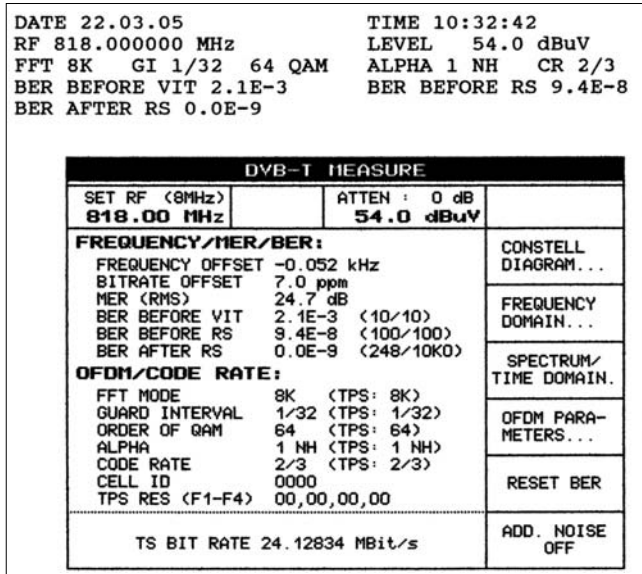 DATE 22.03.05 TIME 10:32:42
RF 818.000000 MHz LEVEL 54.0 dBuV
FFT 8K GI 1/32 64 QAM ALPHA 1 NH CR 2/3
BER BEFORE VIT 2.1E-3 BER BEFORE RS 9.4E-8
BER AFTER RS 0.0E-9
DVB-T MEASURE
SET RF (8MHz) ATTEN : 0 dB
818.00 MHz 54.0 dBuV
FREQUENCY/MER/BER:
FREQUENCY OFFSET -0.052 kHz
BITRATE OFFSET 7.0 ppm
MER (RMS) 24.7 dB
BER BEFORE VIT 2.1E-3 (10/10)
BER BEFORE RS 9.4E-8 (100/100)
BER AFTER RS 0.0E-9 (248/10K0)
OFDM/CODE RATE:
FFT MODE 8K (TPS: 8K)
GUARD INTERVAL 1/32 (TPS: 1/32)
ORDER OF QAM 64 (TPS: 64)
ALPHA 1 NH (TPS: 1 NH)
CODE RATE 2/3 (TPS: 2/3)
CELL ID 0000
TPS RES (F1-F4) 00,00,00,00
TS BIT RATE 24.12834 MBit/s
CONSTELL
DIAGRAM...
FREQUENCY
DOMAIN...
SPECTRUM/
TIME DOMAIN.
OFDM PARA-
METERS...
RESET BER
ADD. NOISE
OFF